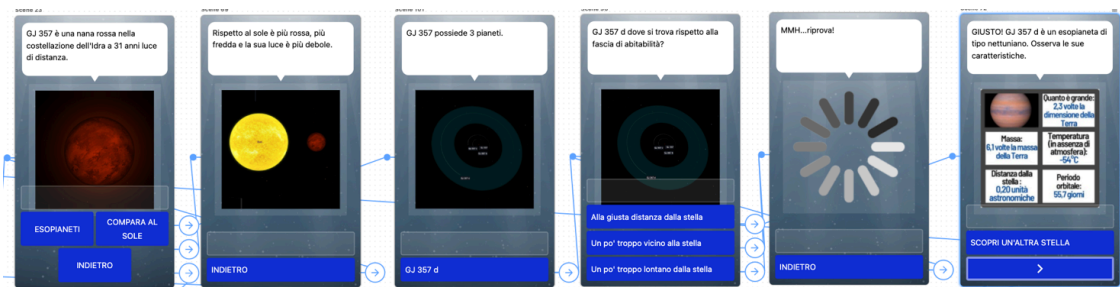 GJ 357 è una nana rossa nella
costellazione dell'Idra a 31 anni luce
di distanza.
ESOPIANETI
COMPARA AL
SOLE
INDIETRO
Rispetto al sole è più rossa, più
fredda e la sua luce è più debole.
INDIETRO
GJ 357 possiede 3 pianeti.
GJ 357 d
GJ 357 d dove si trova rispetto alla
fascia di abitabilità?
Alla giusta distanza dalla stella
Un po' troppo vicino alla stella
Un po' troppo lontano dalla stella
MMH...riprova!
INDIETRO
GIUSTO! GJ 357 d è un esopianeta di
tipo nettuniano. Osserva le sue
caratteristiche.
Quanto è grande:
2,3 volte la
dimensione della
Terra
Massa:
6,1 volte la massa
della Terra
Temperatura
(in assenza di
atmosfera):
-54°C
Distanza dalla
stella :
0,20 unità
astronomiche
Periodo
orbitale:
55,7 giorni
SCOPRI UN'ALTRA STELLA